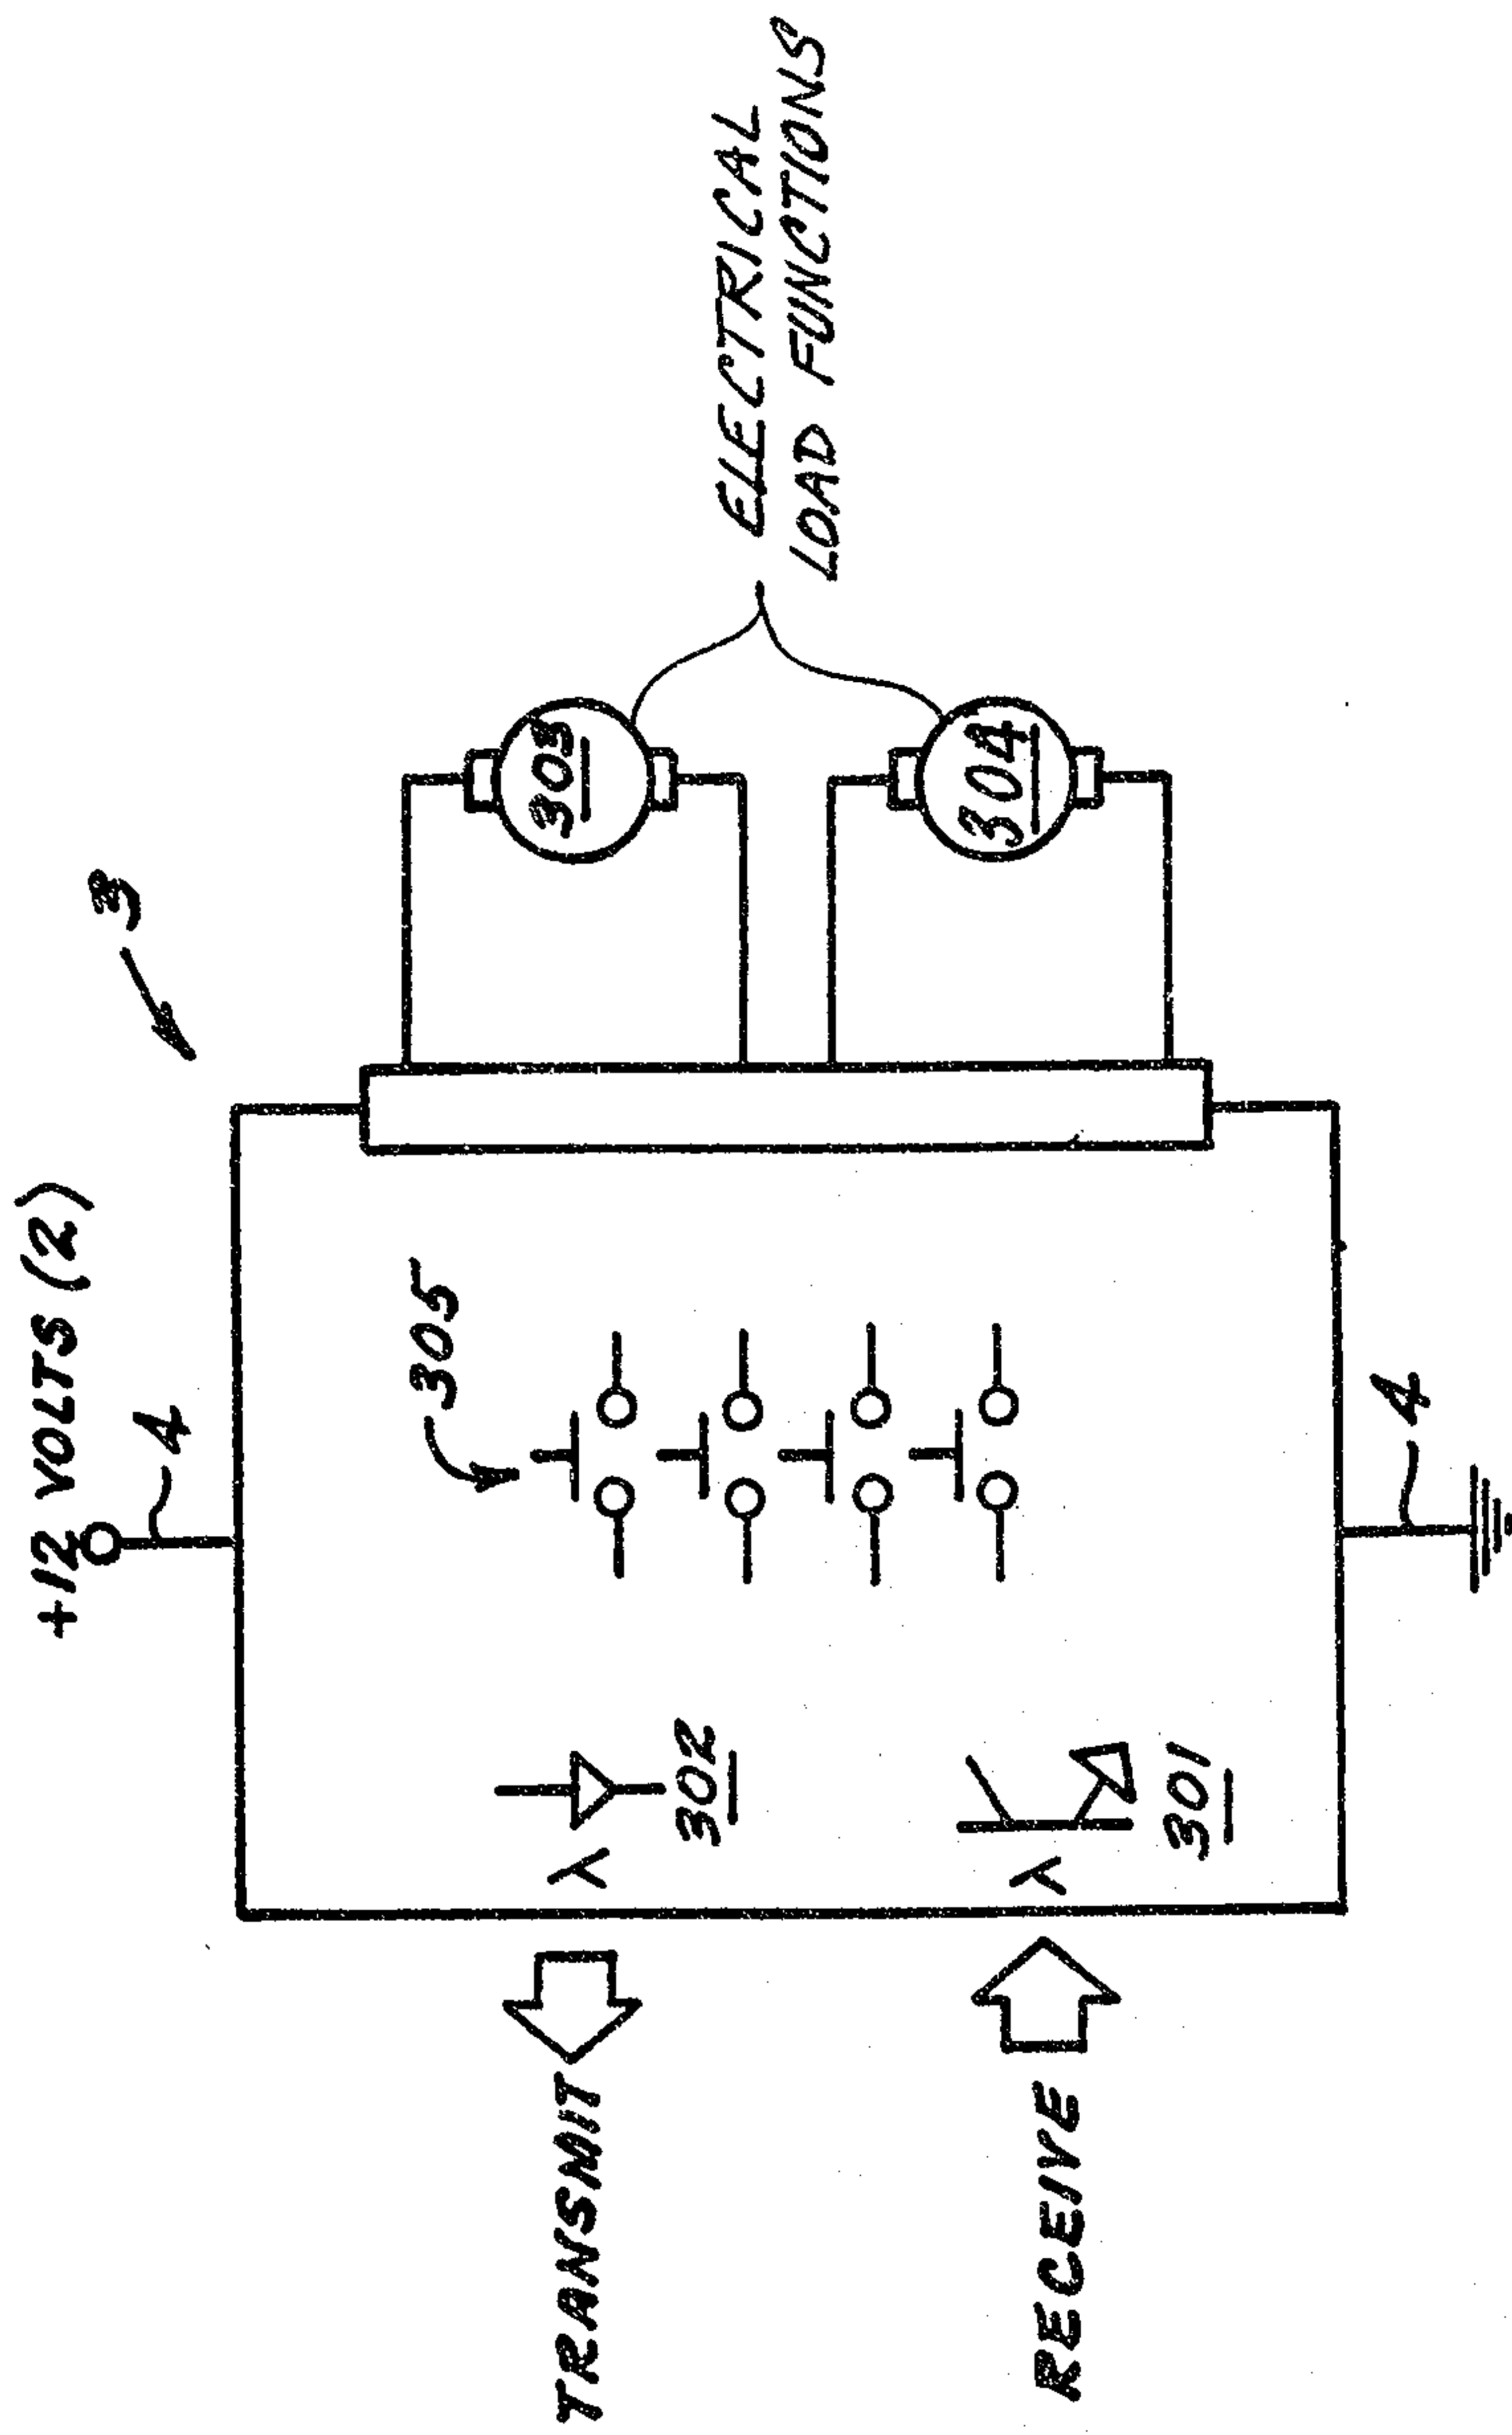 +12 VOLTS (2)
4
3
305
TRANSMIT
λ
302
303
ELECTRICAL
LOAD FUNCTIONS
RECEIVE
λ
301
304
4